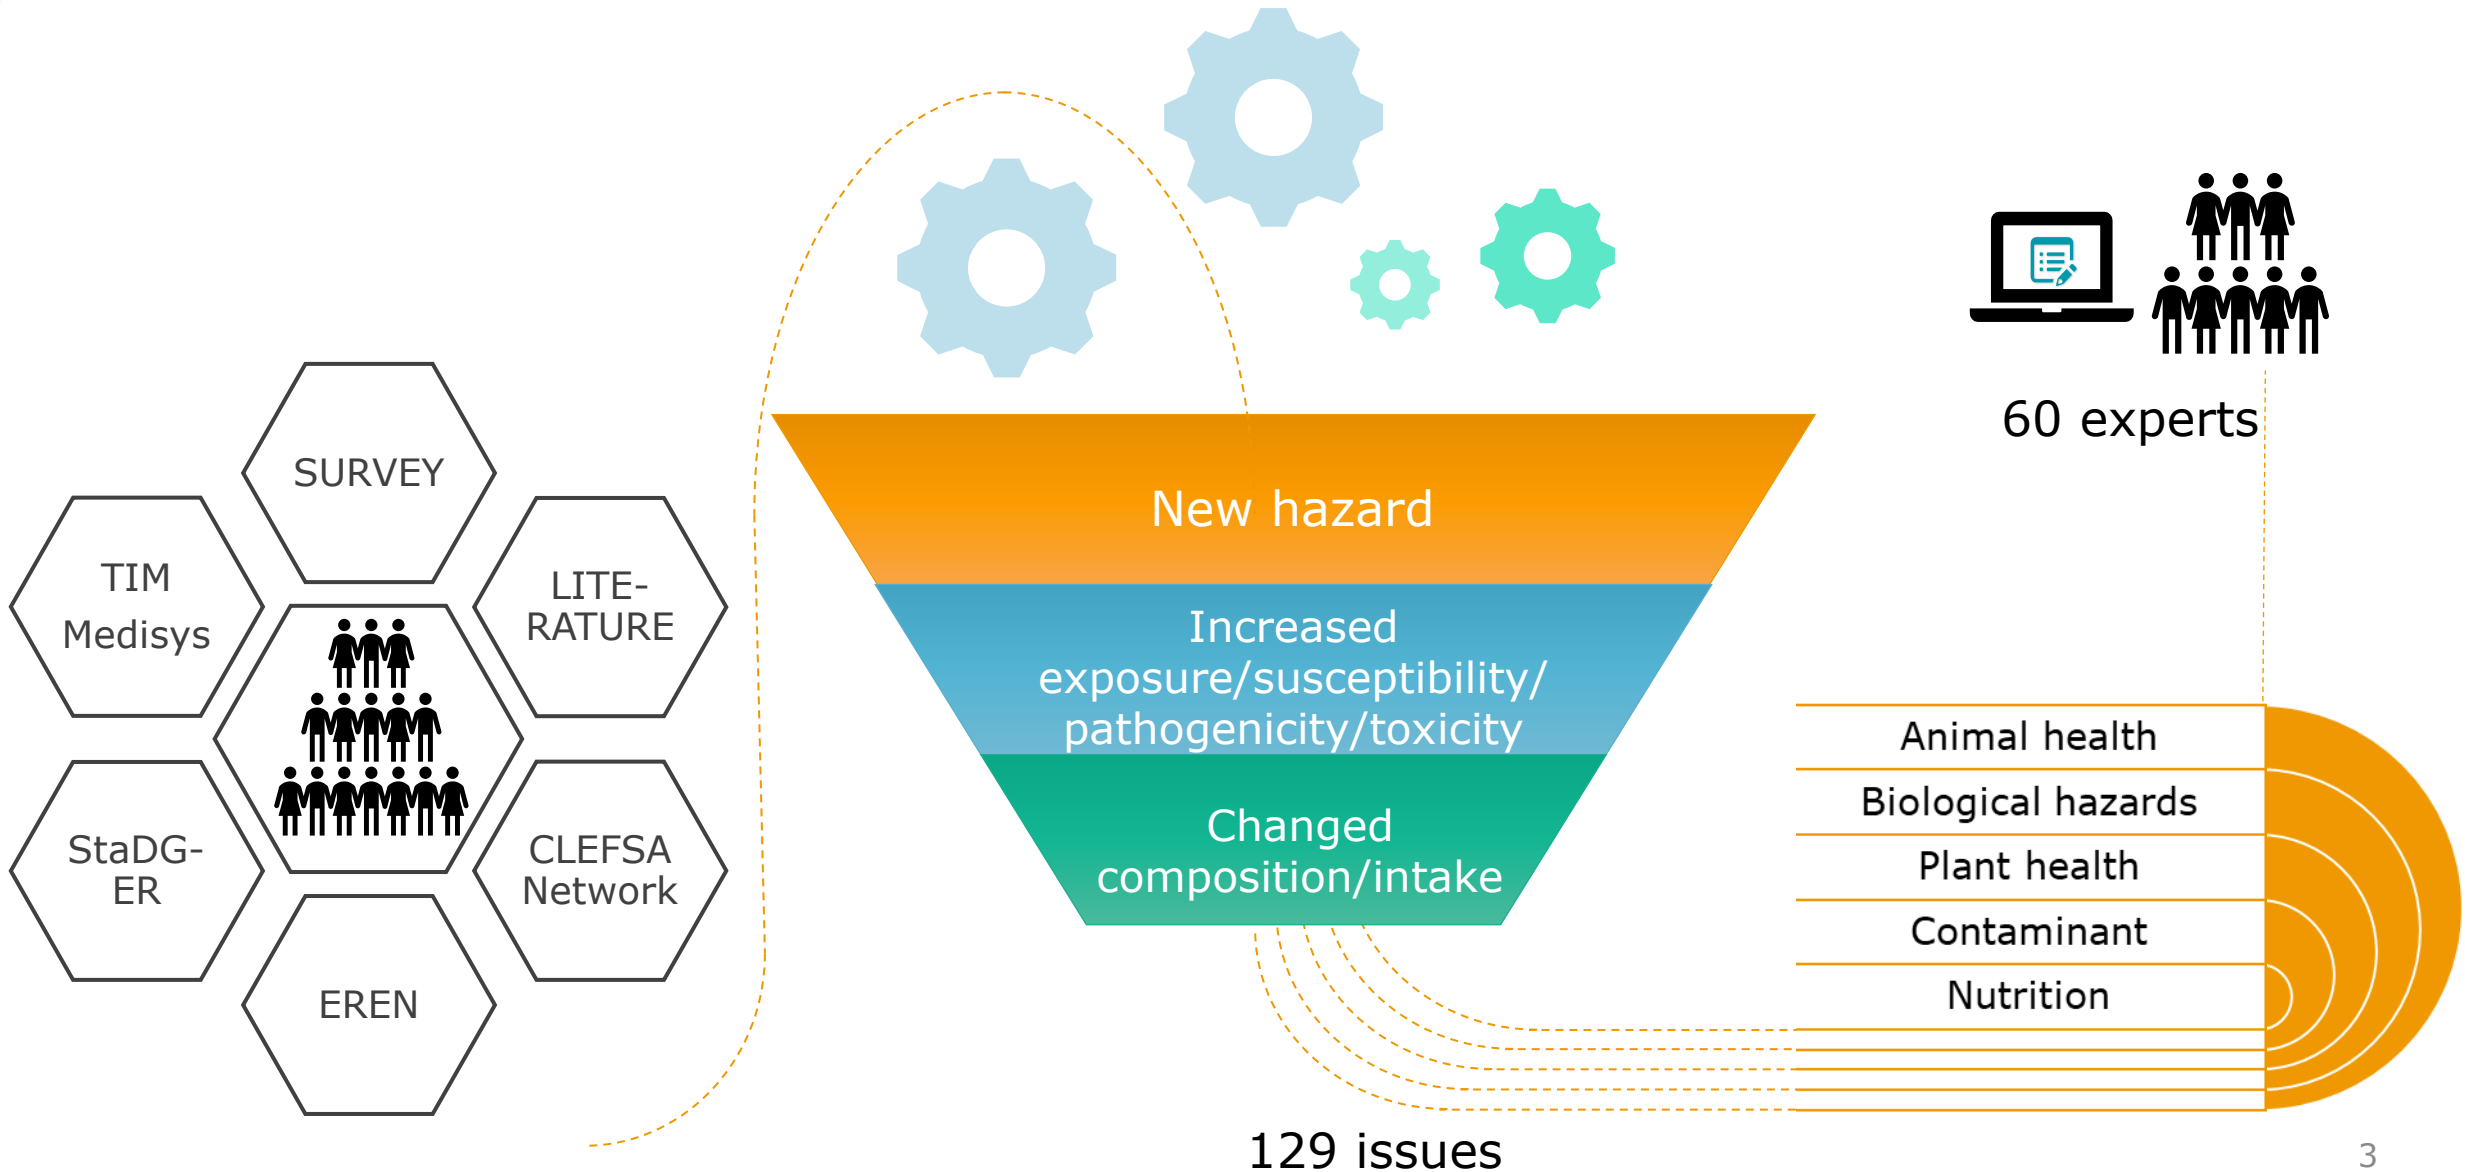 SURVEY
TIM
Medisys
LITE-
RATURE
StaDG-
ER
CLEFSA
Network
EREN
New hazard
Increased
exposure/susceptibility/
pathogenicity/toxicity
Changed
composition/intake
129 issues
60 experts
Animal health
Biological hazards
Plant health
Contaminant
Nutrition
3